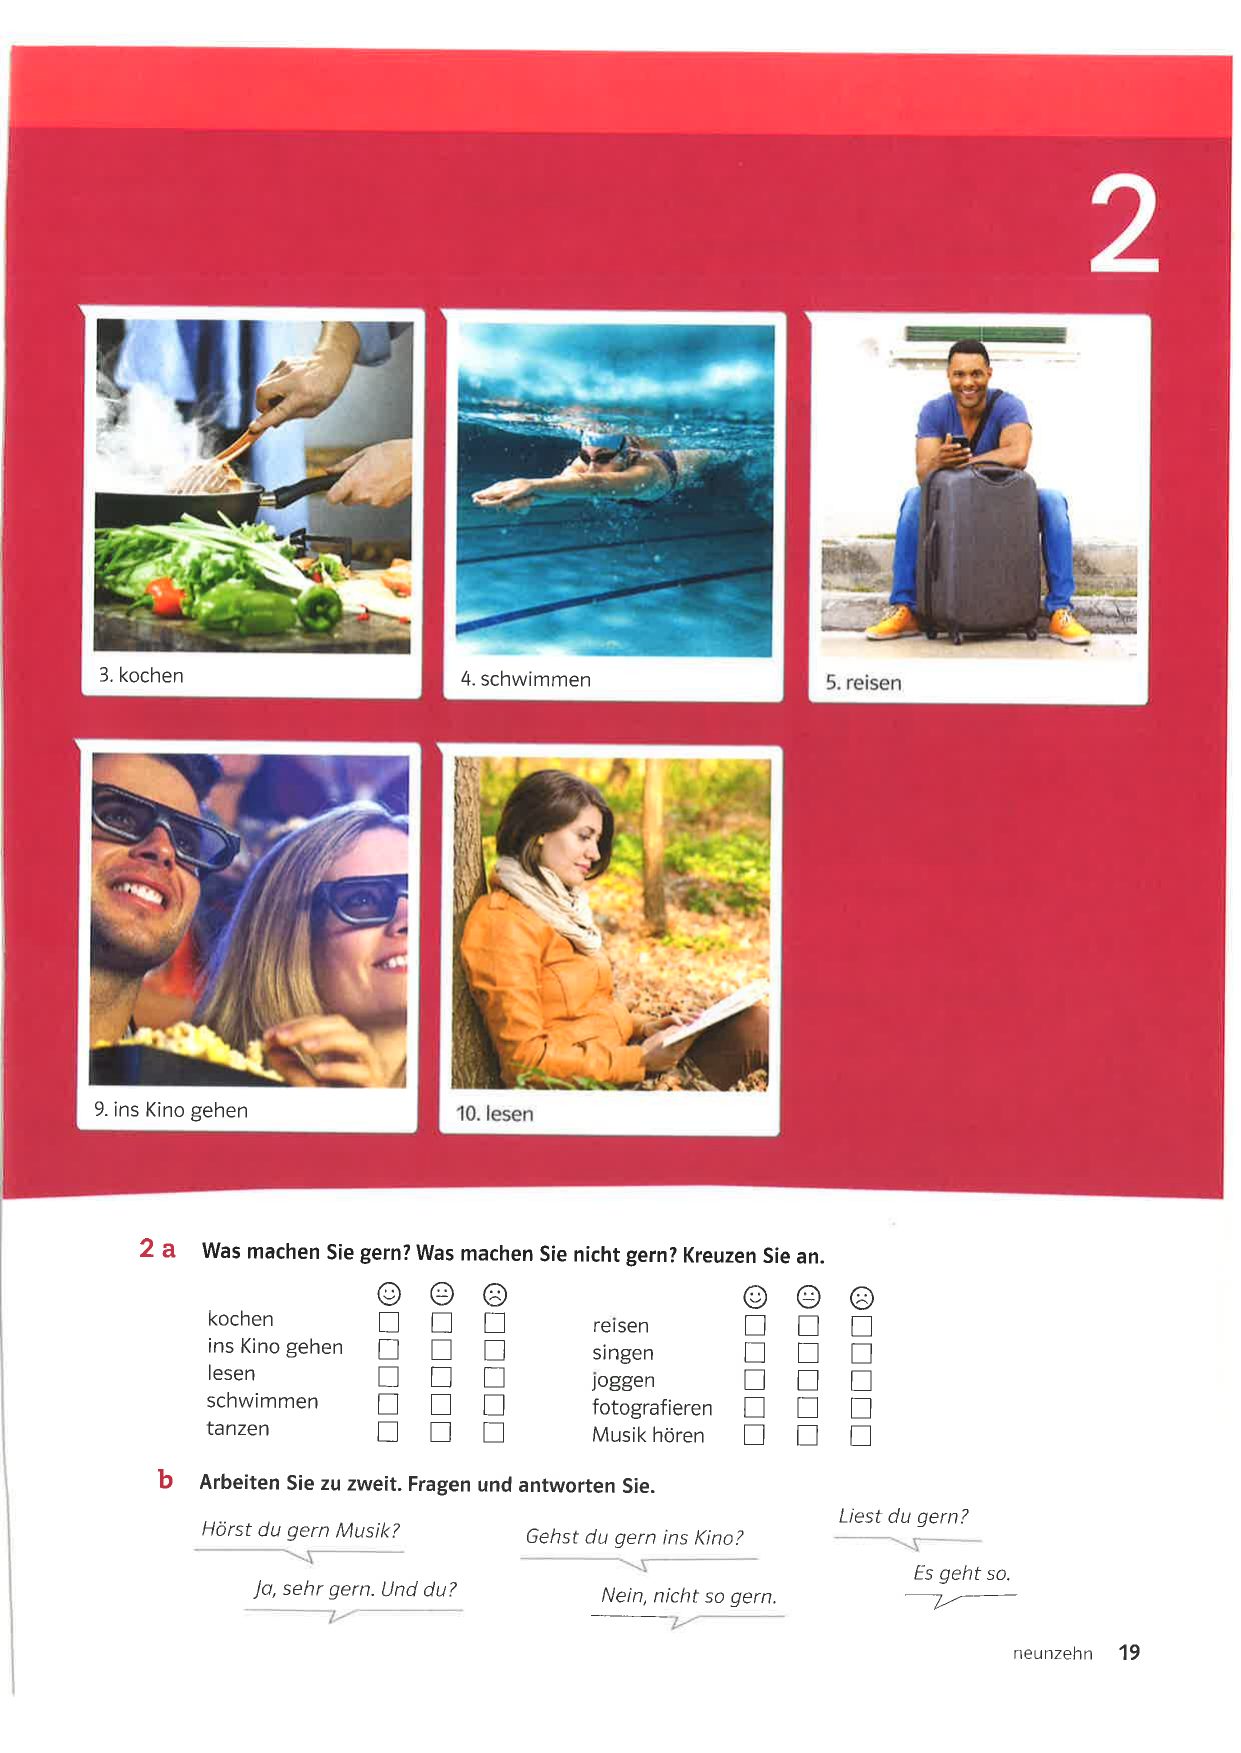 2
3. kochen
4. schwimmen
5. reisen
9. ins Kino gehen
10. lesen
2 a Was machen Sie gern? Was machen Sie nicht gern? Kreuzen Sie an.
kochen
ins Kino gehen
lesen
schwimmen
tanzen
reisen
singen
joggen
fotografieren
Musik hören
b Arbeiten Sie zu zweit. Fragen und antworten Sie.
Hörst du gern Musik?
Ja, sehr gern. Und du?
Gehst du gern ins Kino?
Nein, nicht so gern.
Liest du gern?
Es geht so.
neunzehn 19